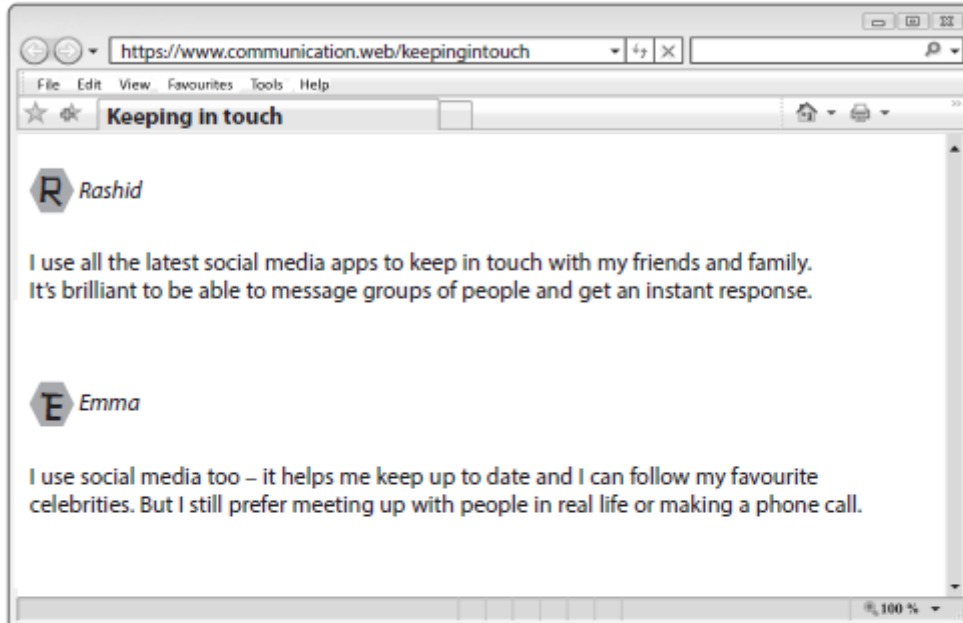 https://www.communication.web/keepingintouch
File Edit View Favourites Tools Help
Keeping in touch
R Rashid
I use all the latest social media apps to keep in touch with my friends and family.
It's brilliant to be able to message groups of people and get an instant response.
E Emma
I use social media too – it helps me keep up to date and I can follow my favourite
celebrities. But I still prefer meeting up with people in real life or making a phone call.
100 %